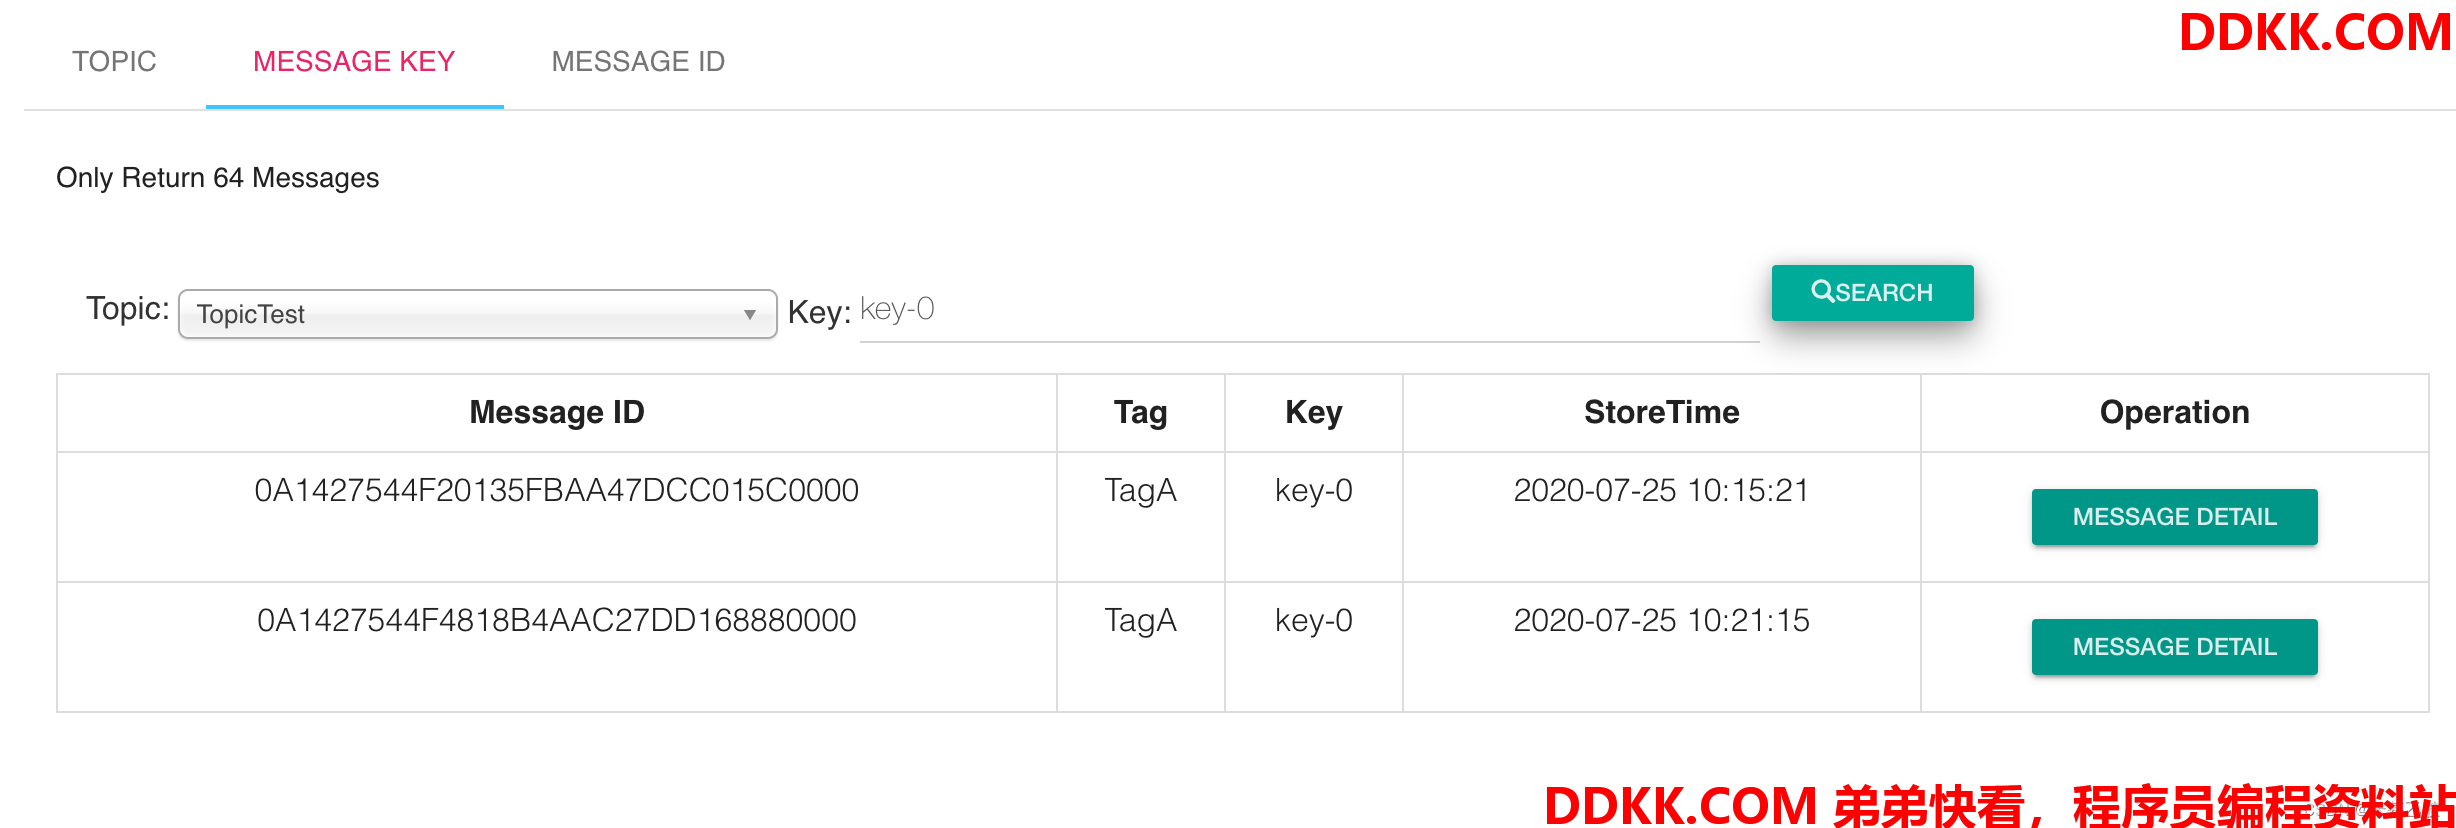 DDKK.COM
TOPIC MESSAGE KEY MESSAGE ID
Only Return 64 Messages
Topic: TopicTest Key: key-0 SEARCH
Message ID Tag Key StoreTime Operation
0A1427544F20135FBAA47DCC015C0000 TagA key-0 2020-07-25 10:15:21 MESSAGE DETAIL
0A1427544F4818B4AAC27DD168880000 TagA key-0 2020-07-25 10:21:15 MESSAGE DETAIL
DDKK.COM 弟弟快看，程序员编程资料站